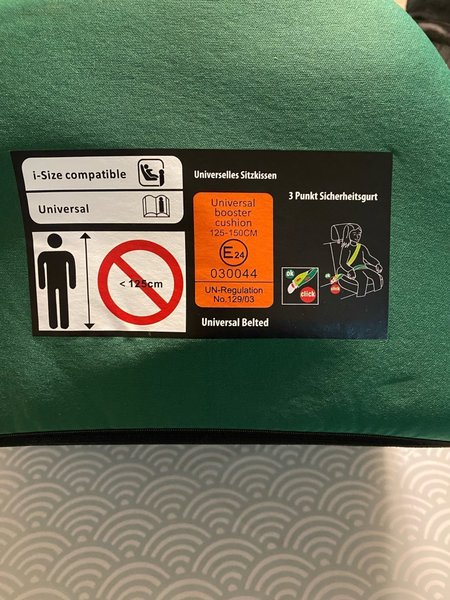 i-Size compatible
Universal
< 125cm
Universelles Sitzkissen
Universal
booster
cushion
125-150CM
E24
030044
UN-Regulation
No,129/03
Universal Belted
3 Punkt Sicherheitsgurt
ok
click
ok
click